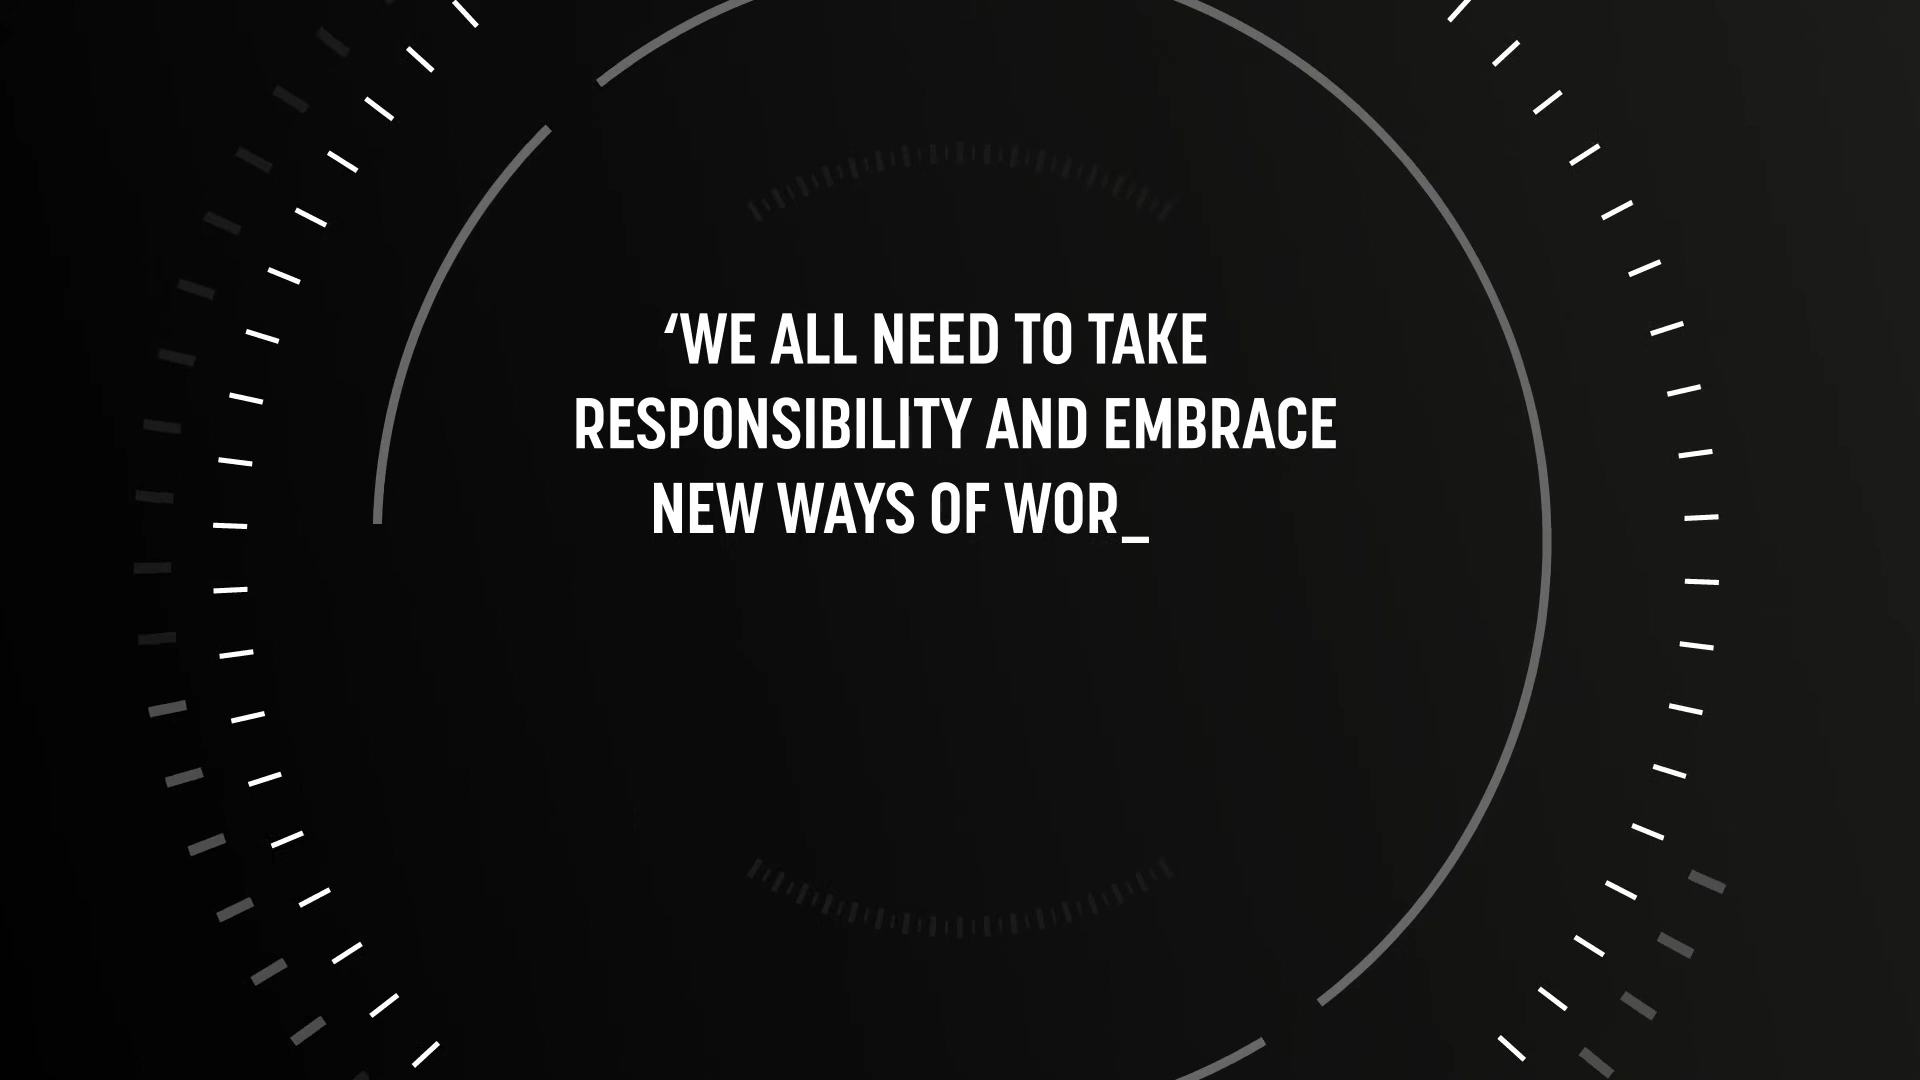 ‘WE ALL NEED TO TAKE
RESPONSIBILITY AND EMBRACE
NEW WAYS OF WOR_